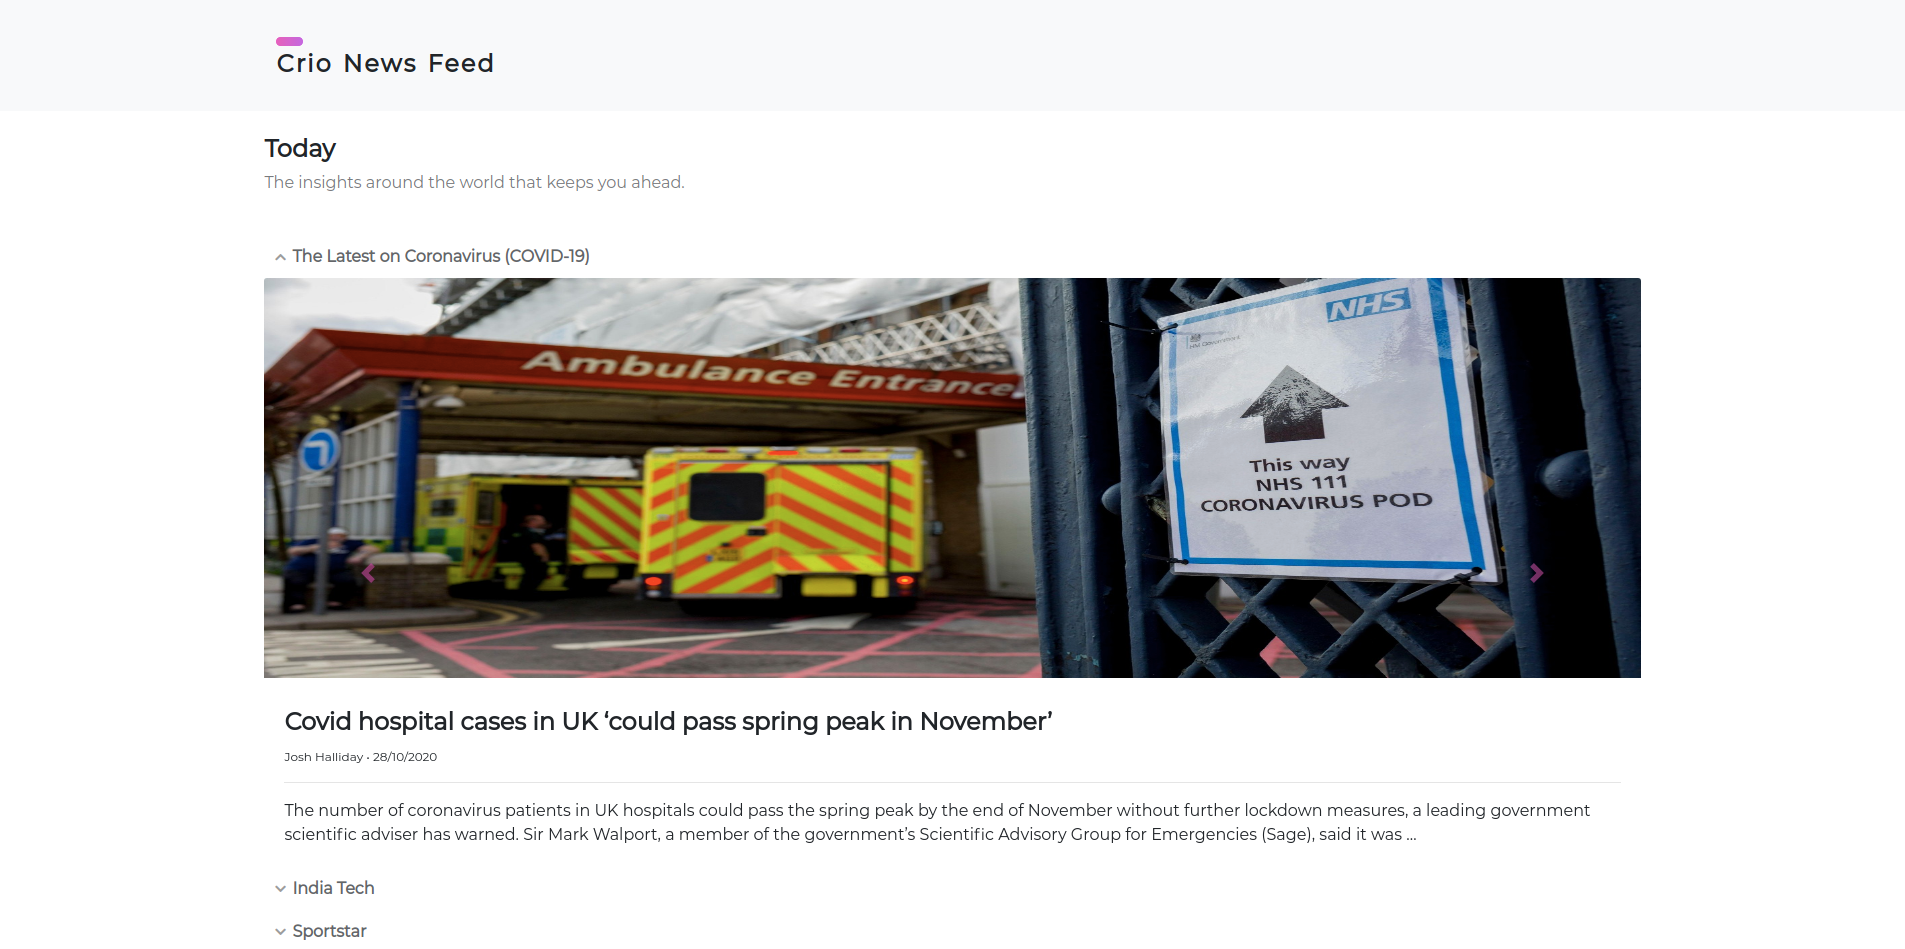 Crio News Feed
Today
The insights around the world that keeps you ahead.
The Latest on Coronavirus (COVID-19)
Ambulance Entrance
NHS
HM Government
This way
NHS 111
CORONAVIRUS POD
Covid hospital cases in UK ‘could pass spring peak in November’
Josh Halliday • 28/10/2020
The number of coronavirus patients in UK hospitals could pass the spring peak by the end of November without further lockdown measures, a leading government
scientific adviser has warned. Sir Mark Walport, a member of the government’s Scientific Advisory Group for Emergencies (Sage), said it was ...
India Tech
Sportstar